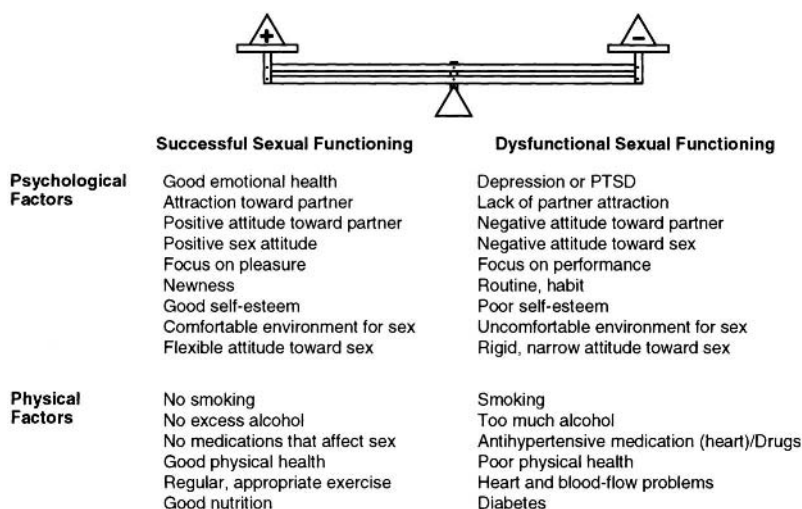 + -
Successful Sexual Functioning Dysfunctional Sexual Functioning
Psychological Good emotional health Depression or PTSD
Factors Attraction toward partner Lack of partner attraction
Positive attitude toward partner Negative attitude toward partner
Positive sex attitude Negative attitude toward sex
Focus on pleasure Focus on performance
Newness Routine, habit
Good self-esteem Poor self-esteem
Comfortable environment for sex Uncomfortable environment for sex
Flexible attitude toward sex Rigid, narrow attitude toward sex
Physical No smoking Smoking
Factors No excess alcohol Too much alcohol
No medications that affect sex Antihypertensive medication (heart)/Drugs
Good physical health Poor physical health
Regular, appropriate exercise Heart and blood-flow problems
Good nutrition Diabetes